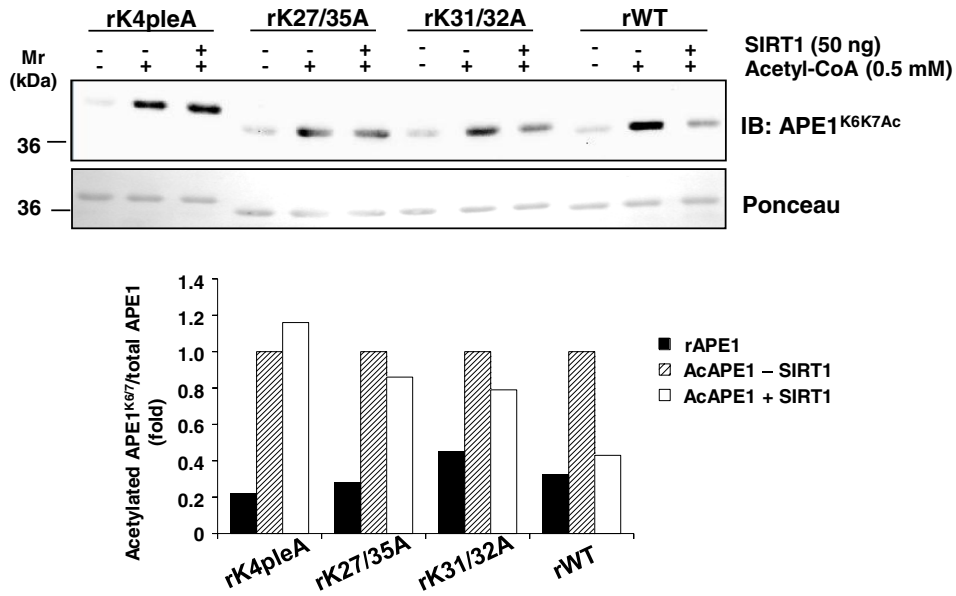 rK4pleA rK27/35A rK31/32A rWT
- - + - - + - - + - - + SIRT1 (50 ng)
- + + - + + - + + - + + Acetyl-CoA (0.5 mM)
Mr
(kDa)
36
IB: APE1K6K7Ac
36
Ponceau
Acetylated APE1K6/7/total APE1
(fold)
1.4
1.2
1.0
0.8
0.6
0.4
0.2
0
rK4pleA rK27/35A rK31/32A rWT
rAPE1
AcAPE1 – SIRT1
AcAPE1 + SIRT1